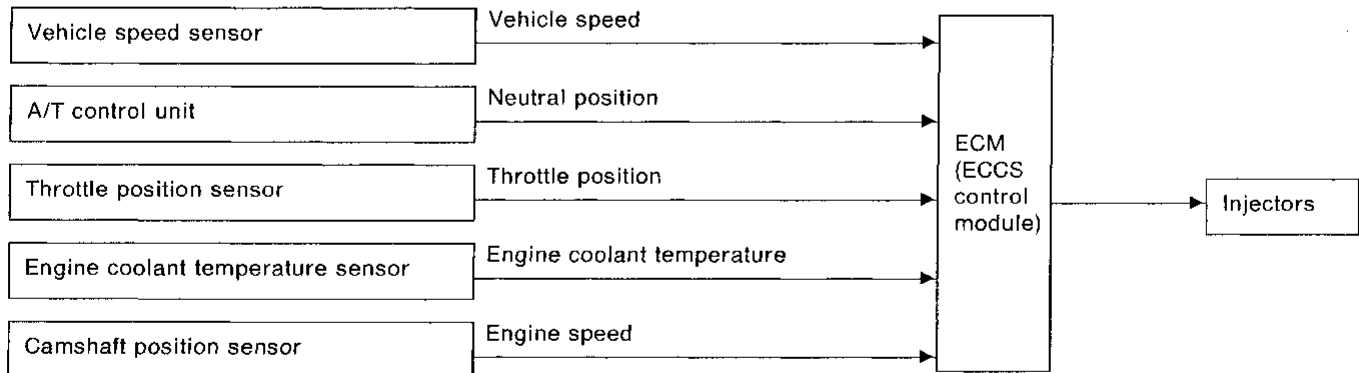 Vehicle speed sensor
Vehicle speed
A/T control unit
Neutral position
Throttle position sensor
Throttle position
Engine coolant temperature sensor
Engine coolant temperature
Camshaft position sensor
Engine speed
ECM
(ECCS
control
module)
Injectors